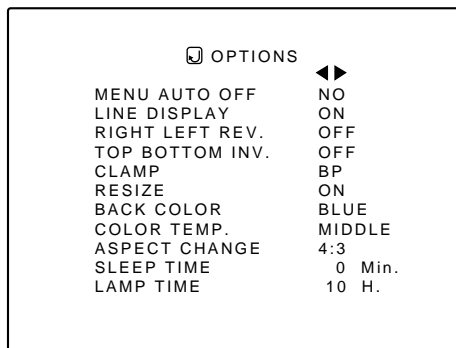 OPTIONS
MENU AUTO OFF NO
LINE DISPLAY ON
RIGHT LEFT REV. OFF
TOP BOTTOM INV. OFF
CLAMP BP
RESIZE ON
BACK COLOR BLUE
COLOR TEMP. MIDDLE
ASPECT CHANGE 4:3
SLEEP TIME 0 Min.
LAMP TIME 10 H.